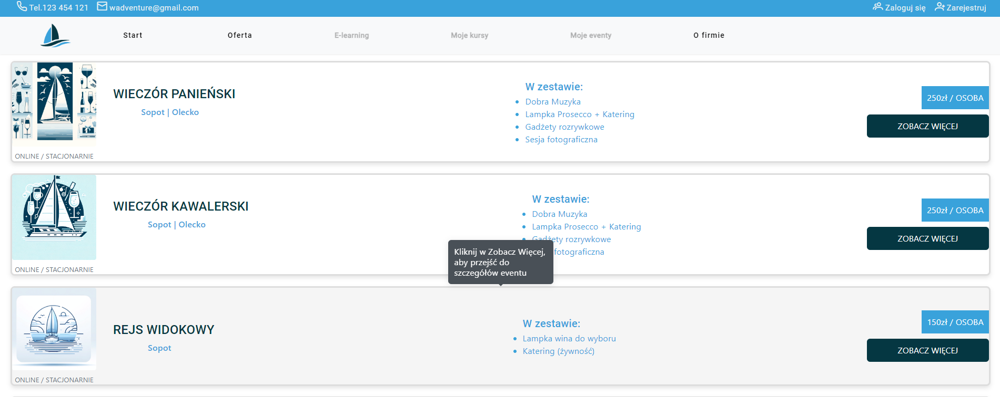 Tel.123 454 121 wadventure@gmail.com Zaloguj się Zarejestruj
Start Oferta E-learning Moje kursy Moje eventy O firmie
WIECZÓR PANIEŃSKI
Sopot | Olecko
W zestawie:
Dobra Muzyka
Lampka Prosecco + Katering
Gadżety rozrywkowe
Sesja fotograficzna
250zł / OSOBA
ZOBACZ WIĘCEJ
ONLINE / STACJONARNIE
WIECZÓR KAWALERSKI
Sopot | Olecko
W zestawie:
Dobra Muzyka
Lampka Prosecco + Katering
Gadżety rozrywkowe
fotograficzna
250zł / OSOBA
ZOBACZ WIĘCEJ
ONLINE / STACJONARNIE
Kliknij w Zobacz Więcej,
aby przejść do
szczegółów eventu
REJS WIDOKOWY
Sopot
W zestawie:
Lampka wina do wyboru
Katering (żywność)
150zł / OSOBA
ZOBACZ WIĘCEJ
ONLINE / STACJONARNIE